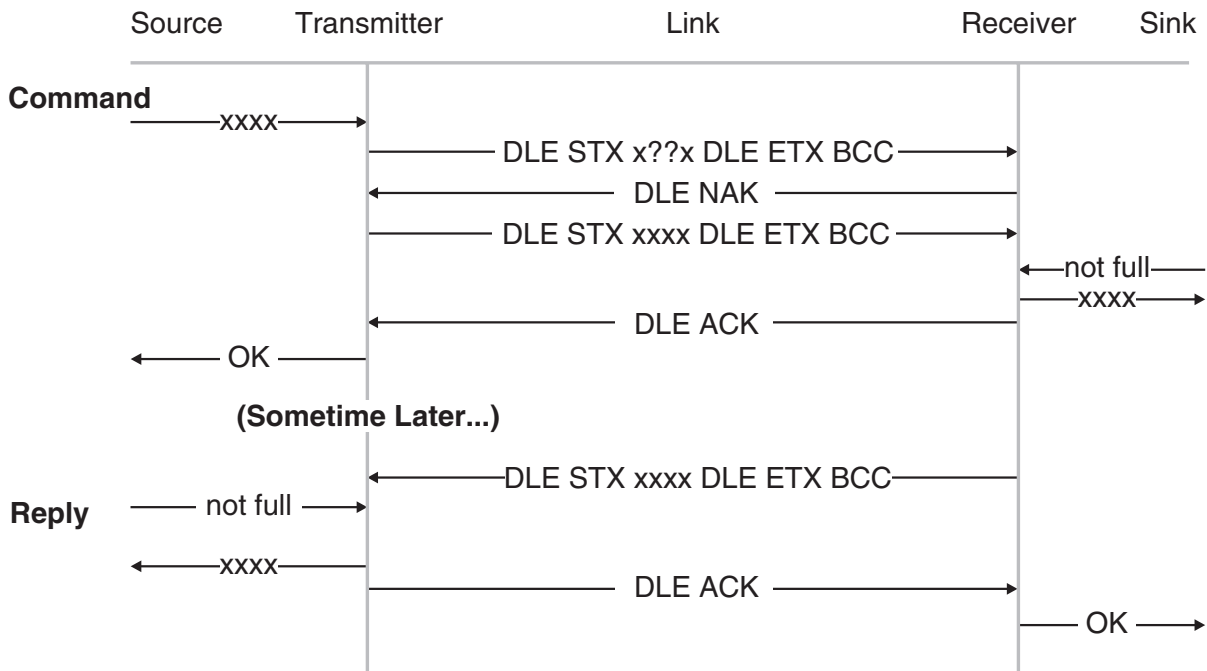 Source Transmitter Link Receiver Sink
Command
xxxx
DLE STX x??x DLE ETX BCC
DLE NAK
DLE STX xxxx DLE ETX BCC
not full
xxxx
DLE ACK
OK
(Sometime Later...)
DLE STX xxxx DLE ETX BCC
Reply
not full
xxxx
DLE ACK
OK